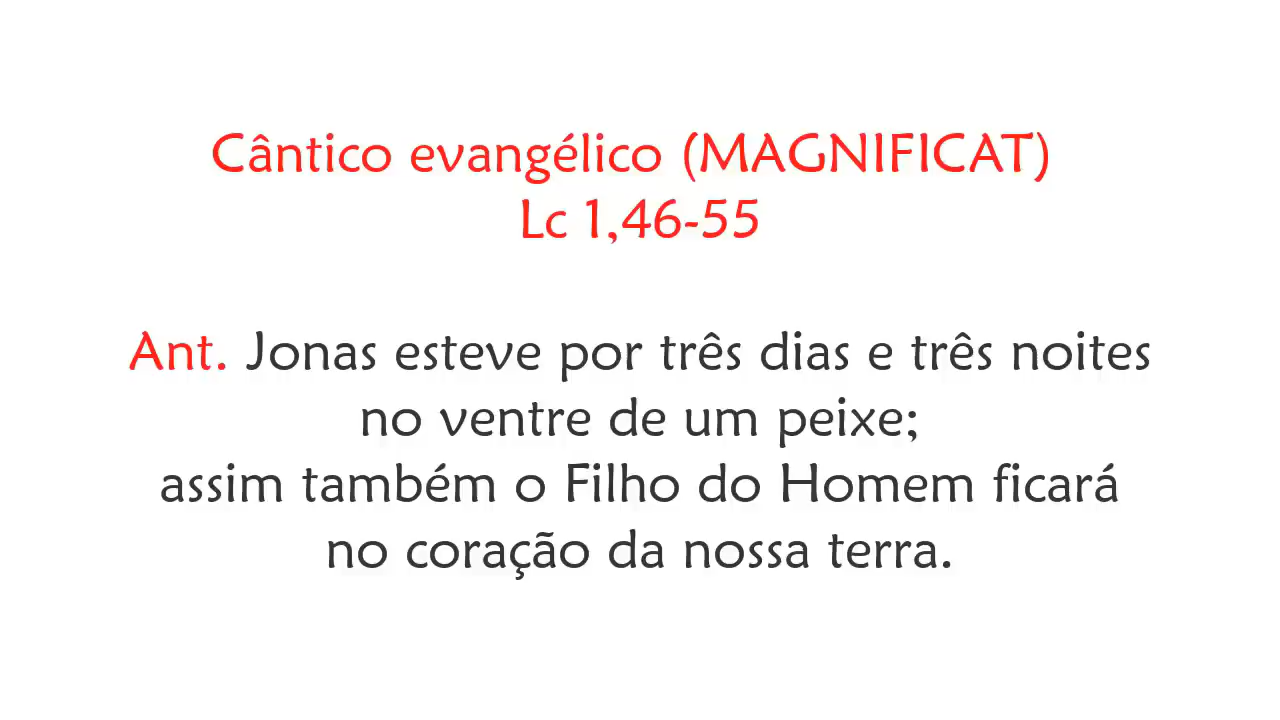 Cântico evangélico (MAGNIFICAT)
Lc 1,46-55
Ant. Jonas esteve por três dias e três noites
no ventre de um peixe;
assim também o Filho do Homem ficará
no coração da nossa terra.